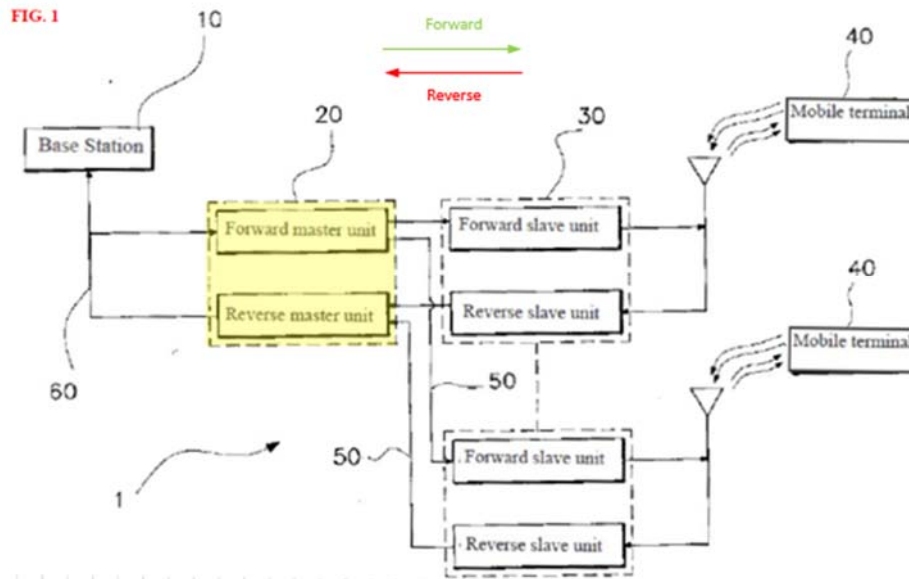 FIG. 1
Forward
Reverse
10
Base Station
20
30
40
Mobile terminal
Forward master unit
Forward slave unit
Reverse master unit
Reverse slave unit
60
50
50
40
Mobile terminal
Forward slave unit
Reverse slave unit
1